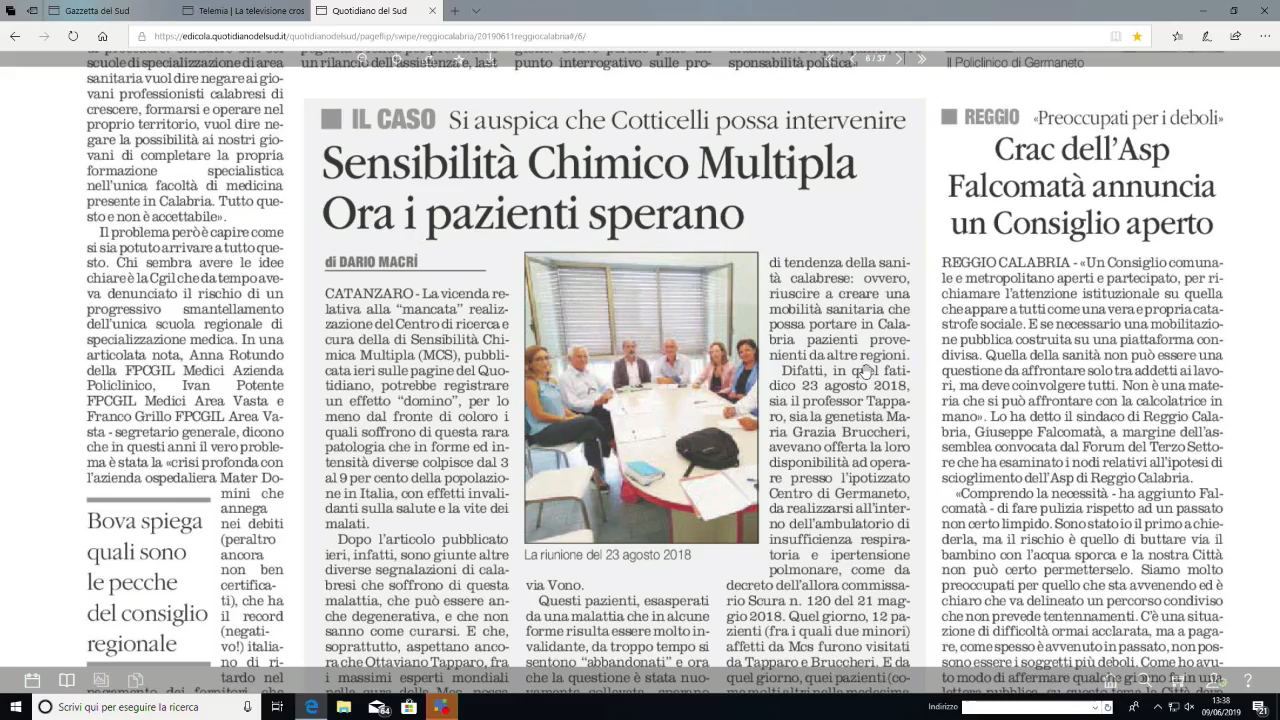 https://edicola.quotidianodelsud.it/quotidianodelsud/pageflip/swipe/reggiocalabria/20190611reggiocalabria#/6/
6 / 37
scuole di specializzazioni di area
sanitaria vuol dire negare ai gio-
vani professionisti calabresi di
crescere, formarsi e operare nel
proprio territorio, vuol dire ne-
gare la possibilità ai nostri gio-
vani di completare la propria
formazione specialistica
nell'unica facoltà di medicina
presente in Calabria. Tutto que-
sto e non è accettabile».
Il problema però è capire come
si sia potuto arrivare a tutto que-
sto. Chi sembra avere le idee
chiare è la Cgil che da tempo ave-
va denunciato il rischio di un
progressivo smantellamento
dell'unica scuola regionale di
specializzazione medica. In una
articolata nota, Anna Rotundo
della FPCGIL Medici Azienda
Policlinico, Ivan Potente
FPCGIL Medici Area Vasta e
Franco Grillo FPCGIL Area Va-
sta - segretario generale, dicono
che in questi anni il vero proble-
ma è stata la «crisi profonda con
l'azienda ospedaliera Mater Do-
mini che
annega
nei debiti
(peraltro
ancora
non ben
certifica-
ti), che ha
il record
(negati-
vo!) italia-
no di ri-
tardo nel
Bova spiega
quali sono
le pecche
del consiglio
regionale
un rilancio dell'assistenza e, last
punto interrogativo sulle pro-
sponsabilità politica»
Il Policlinico di Germaneto
IL CASO Si auspica che Cotticelli possa intervenire
Sensibilità Chimico Multipla
Ora i pazienti sperano
di DARIO MACRÌ
CATANZARO - La vicenda re-
lativa alla "mancata" realiz-
zazione del Centro di ricerca e
cura della di Sensibilità Chi-
mica Multipla (MCS), pubbli-
cata ieri sulle pagine del Quo-
tidiano, potrebbe registrare
un effetto "domino", per lo
meno dal fronte di coloro i
quali soffrono di questa rara
patologia che in forme ed in-
tensità diverse colpisce dal 3
al 9 per cento della popolazio-
ne in Italia, con effetti invali-
danti sulla salute e la vite dei
malati.
Dopo l'articolo pubblicato
ieri, infatti, sono giunte altre
diverse segnalazioni di cala-
bresi che soffrono di questa
malattia, che può essere an-
che degenerativa, e che non
sanno come curarsi. E che,
soprattutto, aspettano anco-
ra che Ottaviano Tapparo, fra
i massimi esperti mondiali
La riunione del 23 agosto 2018
via Vono.
Questi pazienti, esasperati
da una malattia che in alcune
forme risulta essere molto in-
validante, da troppo tempo si
sentono "abbandonati" e ora
che la questione è stata nuo-
di tendenza della sani-
tà calabrese: ovvero,
riuscire a creare una
mobilità sanitaria che
possa portare in Cala-
bria pazienti prove-
nienti da altre regioni.
Difatti, in quel fati-
dico 23 agosto 2018,
sia il professor Tappa-
ro, sia la genetista Ma-
ria Grazia Bruccheri,
avevano offerta la loro
disponibilità ad opera-
re presso l'ipotizzato
Centro di Germaneto,
da realizzarsi all'inter-
no dell'ambulatorio di
insufficienza respira-
toria e ipertensione
polmonare, come da
decreto dell'allora commissa-
rio Scura n. 120 del 21 mag-
gio 2018. Quel giorno, 12 pa-
zienti (fra i quali due minori)
affetti da Mcs furono visitati
da Tapparo e Bruccheri. E da
quel giorno, quei pazienti (co-
REGGIO «Preoccupati per i deboli»
Crac dell'Asp
Falcomatà annuncia
un Consiglio aperto
REGGIO CALABRIA - «Un Consiglio comuna-
le e metropolitano aperti e partecipato, per ri-
chiamare l'attenzione istituzionale su quella
che appare a tutti come una vera e propria cata-
strofe sociale. E se necessario una mobilitazio-
ne pubblica costruita su una piattaforma con-
divisa. Quella della sanità non può essere una
questione da affrontare solo tra addetti ai lavo-
ri, ma deve coinvolgere tutti. Non è una mate-
ria che si può affrontare con la calcolatrice in
mano». Lo ha detto il sindaco di Reggio Cala-
bria, Giuseppe Falcomatà, a margine dell'as-
semblea convocata dal Forum del Terzo Setto-
re che ha esaminato i nodi relativi all'ipotesi di
scioglimento dell'Asp di Reggio Calabria.
«Comprendo la necessità - ha aggiunto Fal-
comatà - di fare pulizia rispetto ad un passato
non certo limpido. Sono stato io il primo a chie-
derla, ma il rischio è quello di buttare via il
bambino con l'acqua sporca e la nostra Città
non può certo permetterselo. Siamo molto
preoccupati per quello che sta avvenendo ed è
chiaro che va delineato un percorso condiviso
che non prevede tentennamenti. C'è una situa-
zione di difficoltà ormai acclarata, ma a paga-
re, come spesso è avvenuto in passato, non pos-
sono essere i soggetti più deboli. Come ho avu-
to modo di affermare qualche giorno fa in una
Scrivi qui per eseguire la ricerca
64
Indirizzo
13:38
09/06/2019